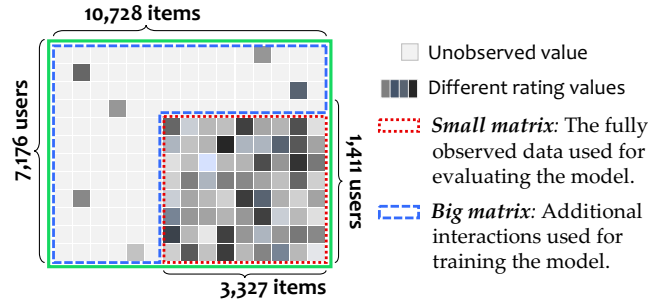 10,728 items
7,176 users
1,411 users
3,327 items
Unobserved value
Different rating values
Small matrix: The fully
observed data used for
evaluating the model.
Big matrix: Additional
interactions used for
training the model.